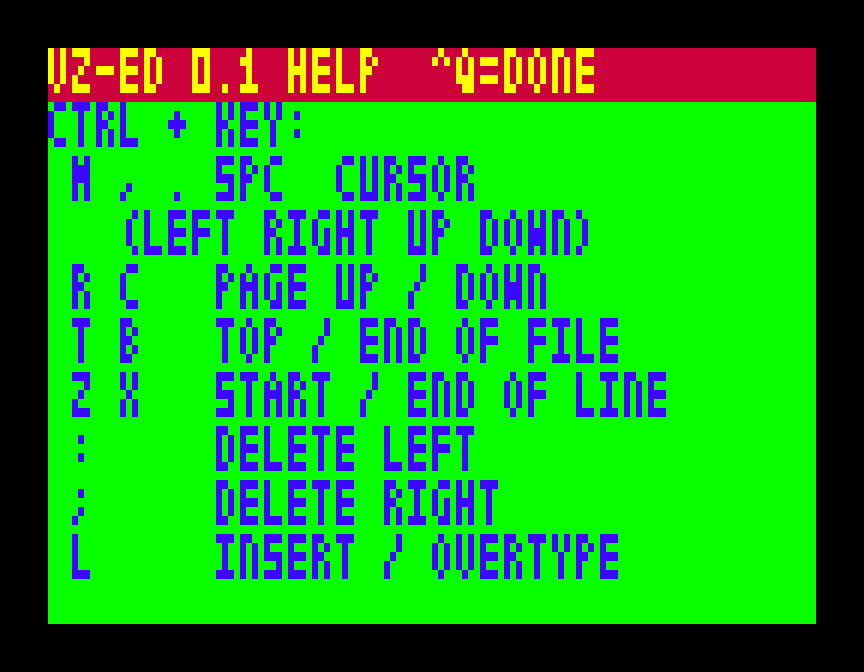 VZ-ED 0.1 HELP  ^Q=DONE
CTRL + KEY:
M , . SPC  CURSOR
(LEFT RIGHT UP DOWN)
R C   PAGE UP / DOWN
T B   TOP / END OF FILE
Z X   START / END OF LINE
:     DELETE LEFT
;     DELETE RIGHT
L     INSERT / OVERTYPE